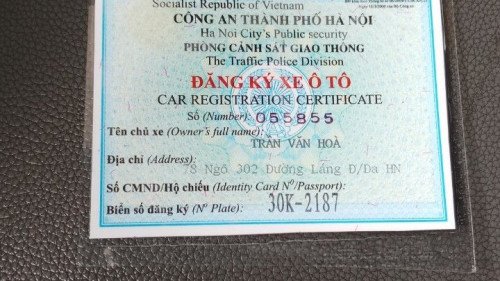 Socialist Republic of Vietnam
CÔNG AN THÀNH PHỐ HÀ NỘI
Ha Noi City's Public security
PHÒNG CẢNH SÁT GIAO THÔNG
The Traffic Police Division
ĐĂNG KÝ XE Ô TÔ
CAR REGISTRATION CERTIFICATE
Số (Number): 055855
Tên chủ xe (Owner's full name): TRẦN VĂN HOÀ
Địa chỉ (Address): 78 Ngõ 302 Đường Láng Đ/Đa HN
Số CMND/Hộ chiếu (Identity Card Nº/Passport):
Biển số đăng ký (Nº Plate): 30K-2187